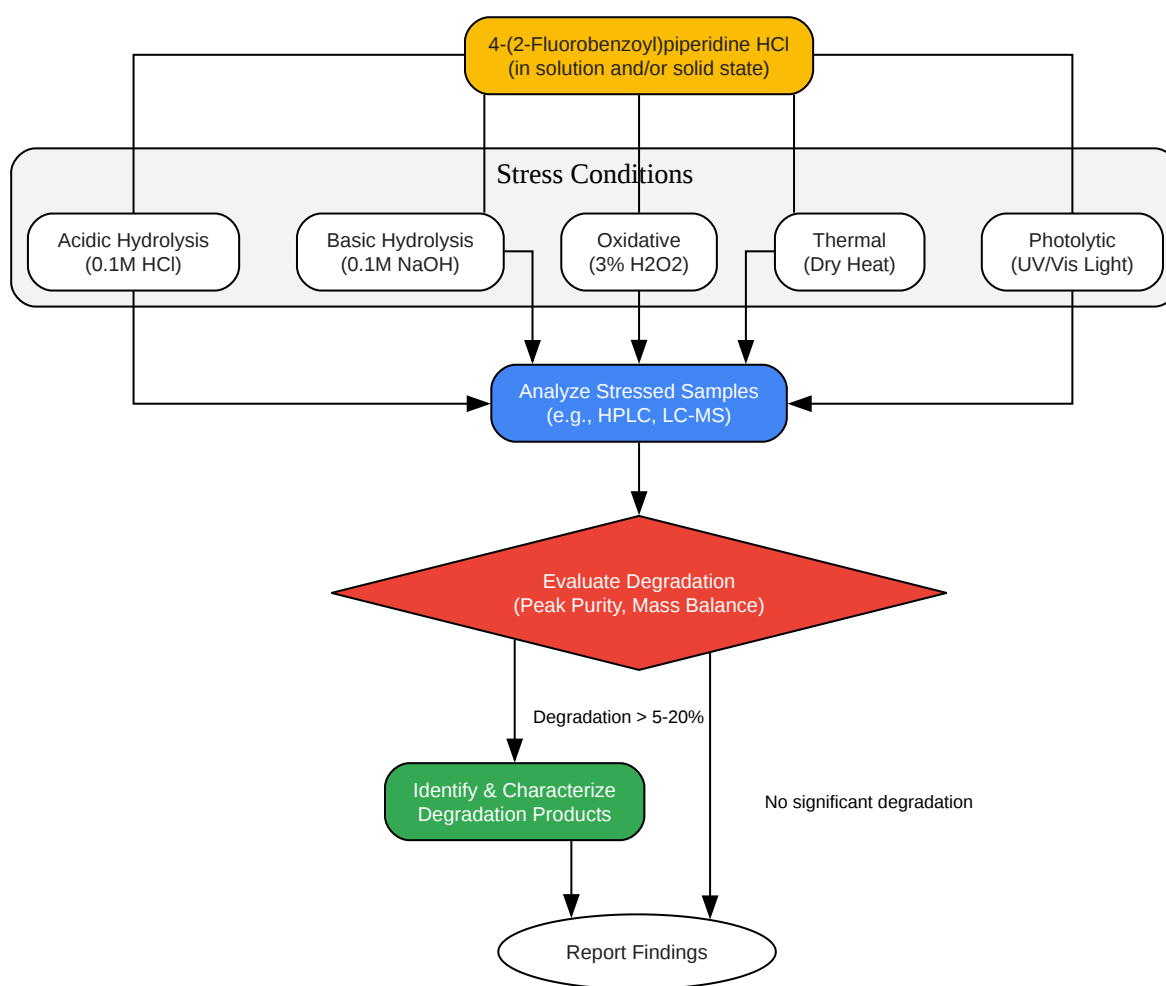 4-(2-Fluorobenzoyl)piperidine HCl
(in solution and/or solid state)
Stress Conditions
Acidic Hydrolysis
(0.1M HCl)
Basic Hydrolysis
(0.1M NaOH)
Oxidative
(3% H2O2)
Thermal
(Dry Heat)
Photolytic
(UV/Vis Light)
Analyze Stressed Samples
(e.g., HPLC, LC-MS)
Evaluate Degradation
(Peak Purity, Mass Balance)
Degradation > 5-20%
Identify & Characterize
Degradation Products
No significant degradation
Report Findings